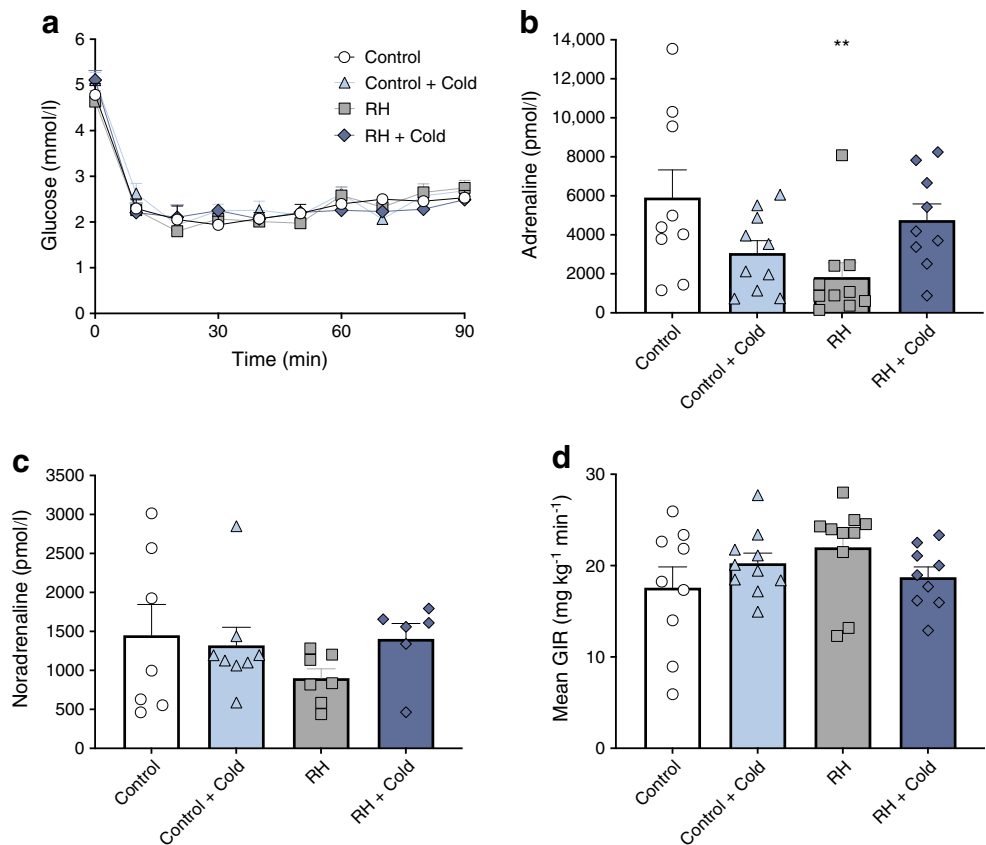 a
6
5
4
3
2
1
0
Glucose (mmol/l)
0
30
60
90
Time (min)
Control
Control + Cold
RH
RH + Cold
b
14,000
12,000
10,000
8000
6000
4000
2000
0
Adrenaline (pmol/l)
**
Control
Control + Cold
RH
RH + Cold
c
3500
3000
2500
2000
1500
1000
500
0
Noradrenaline (pmol/l)
Control
Control + Cold
RH
RH + Cold
d
30
20
10
0
Mean GIR (mg kg⁻¹ min⁻¹)
Control
Control + Cold
RH
RH + Cold